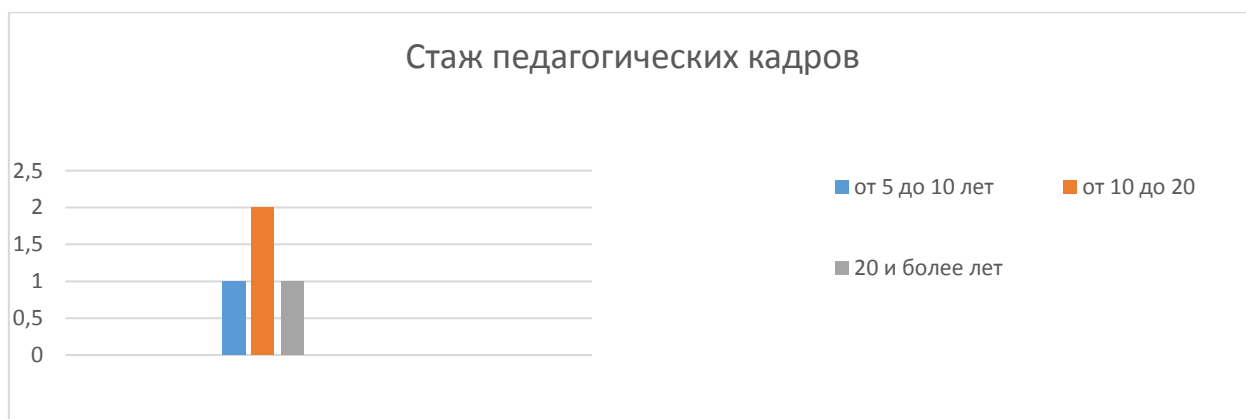 Стаж педагогических кадров
2,5
2
1,5
1
0,5
0
от 5 до 10 лет от 10 до 20
20 и более лет